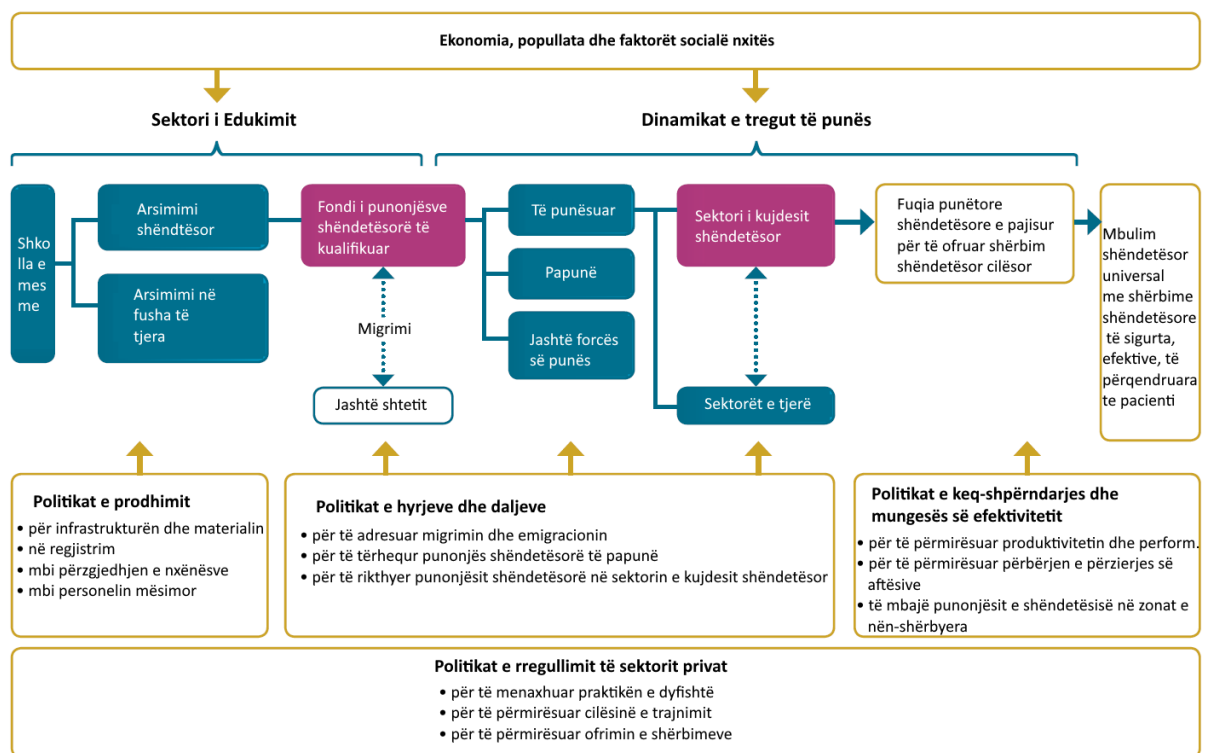 Ekonomia, popullata dhe faktorët socialë nxitës
Sektori i Edukimit
Dinamikat e tregut të punës
Shko
lla e
mes
me
Arsimimi
shëndtësor
Arsimimi në
fusha të
tjera
Fondi i punonjësve
shëndetësorë të
kualifikuar
Migrimi
Jashtë shtetit
Të punësuar
Papunë
Jashtë forcës
së punës
Sektori i kujdesit
shëndetësor
Sektorët e tjerë
Fuqia punëtore
shëndetësore e pajisur
për të ofruar shërbim
shëndetësor cilësor
Mbulim
shëndetësor
universal
me shërbime
shëndetësore
të sigurta,
efektive, të
përqendruara
te pacienti
Politikat e prodhimit
• për infrastrukturën dhe materialin
• në regjistrim
• mbi përzgjedhjen e nxënësve
• mbi personelin mësimor
Politikat e hyrjeve dhe daljeve
• për të adresuar migrimin dhe emigracionin
• për të tërhequr punonjës shëndetësorë të papunë
• për të rikthyer punonjësit shëndetësorë në sektorin e kujdesit shëndetësor
Politikat e keq-shpërndarjes dhe
mungesës së efektivitetit
• për të përmirësuar produktivitetin dhe perform.
• për të përmirësuar përbërjen e përzierjes së
aftësive
• të mbajë punonjësit e shëndetësisë në zonat e
nën-shërbyera
Politikat e rregullimit të sektorit privat
• për të menaxhuar praktikën e dyfishtë
• për të përmirësuar cilësinë e trajnimit
• për të përmirësuar ofrimin e shërbimeve